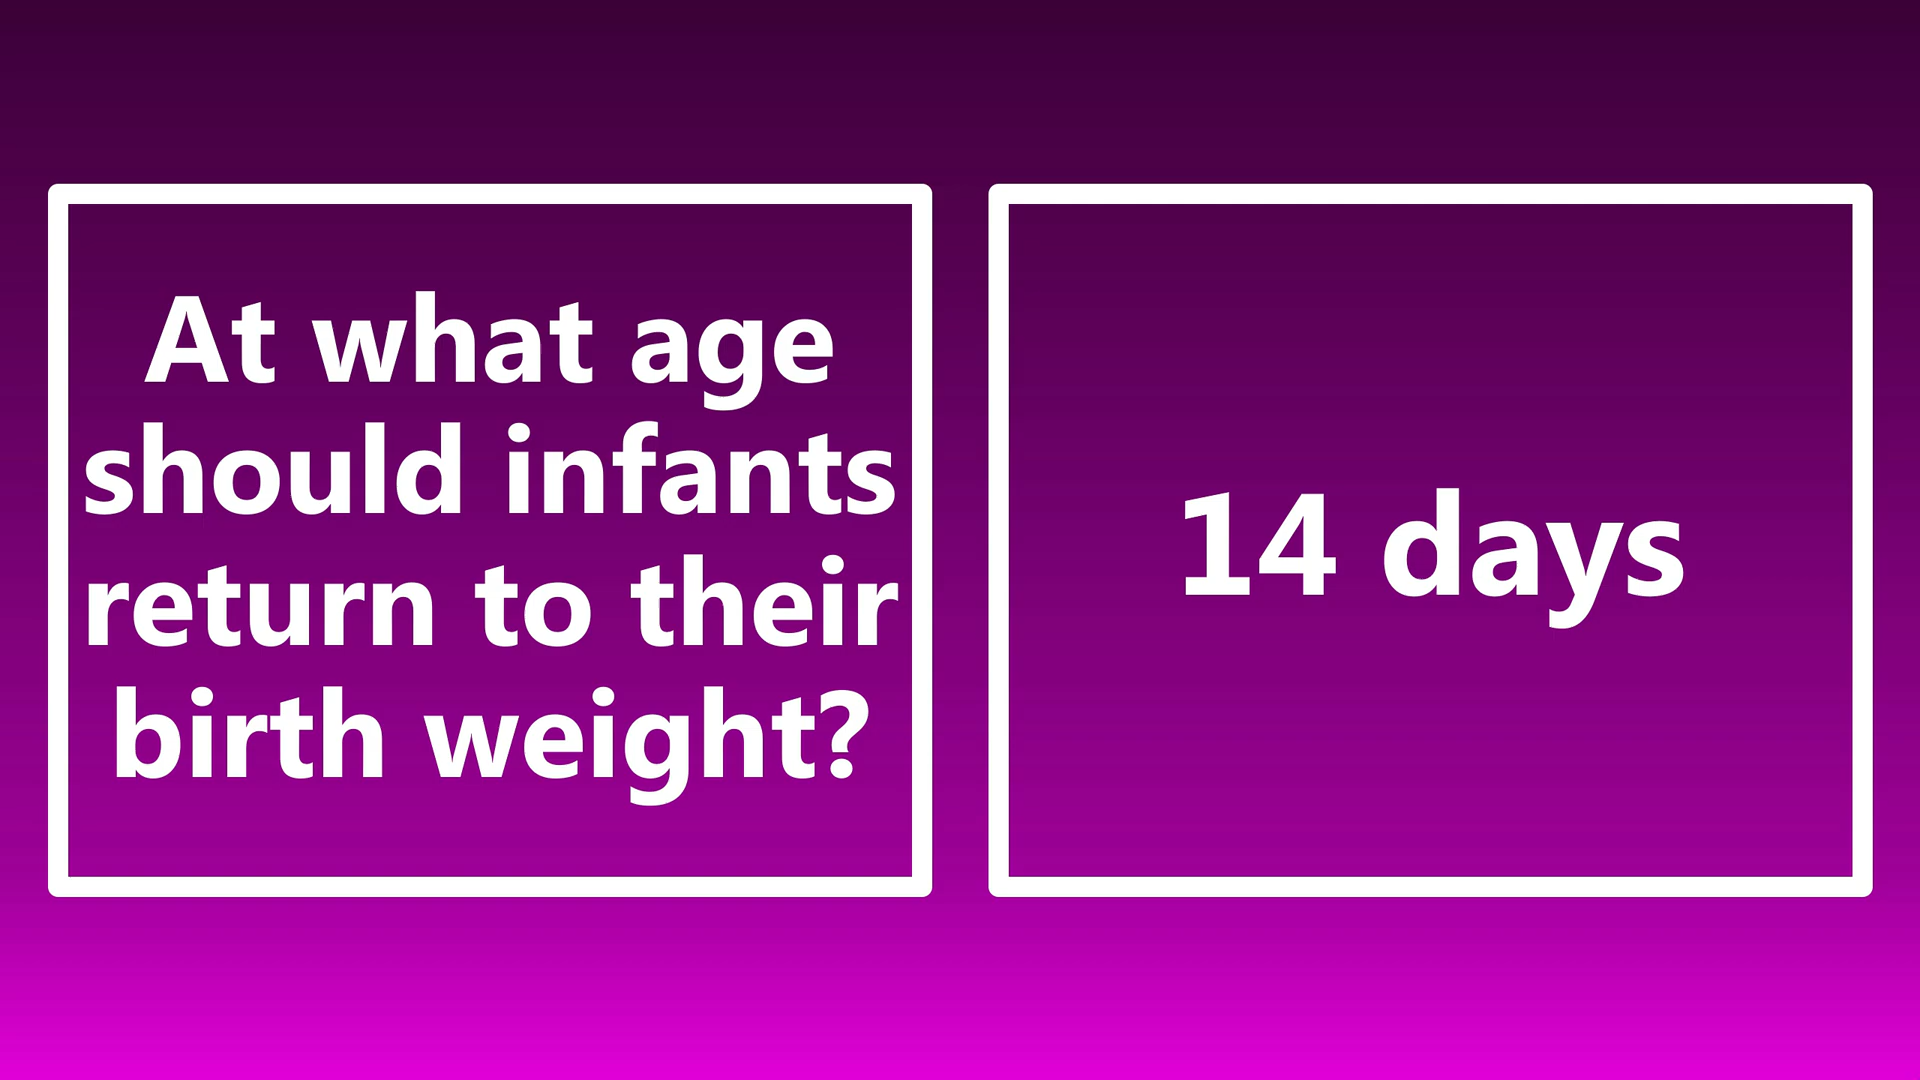 At what age
should infants
return to their
birth weight?
14 days